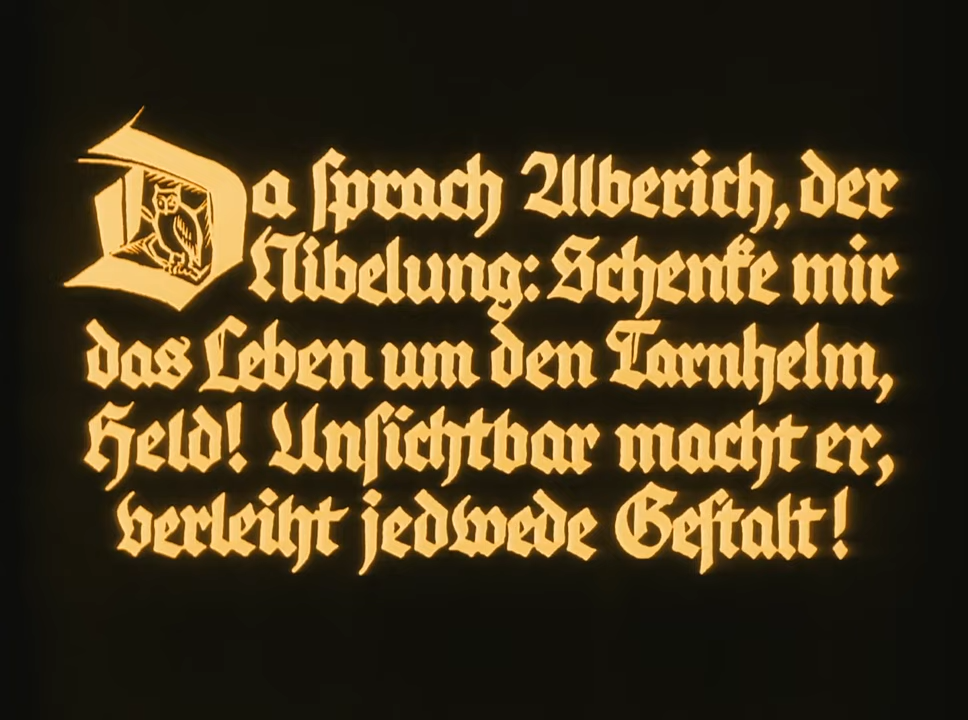 Da sprach Alberich, der
Nibelung: Schenke mir
das Leben um den Tarnhelm,
Held! Unsichtbar macht er,
verleiht jedwede Gestalt!